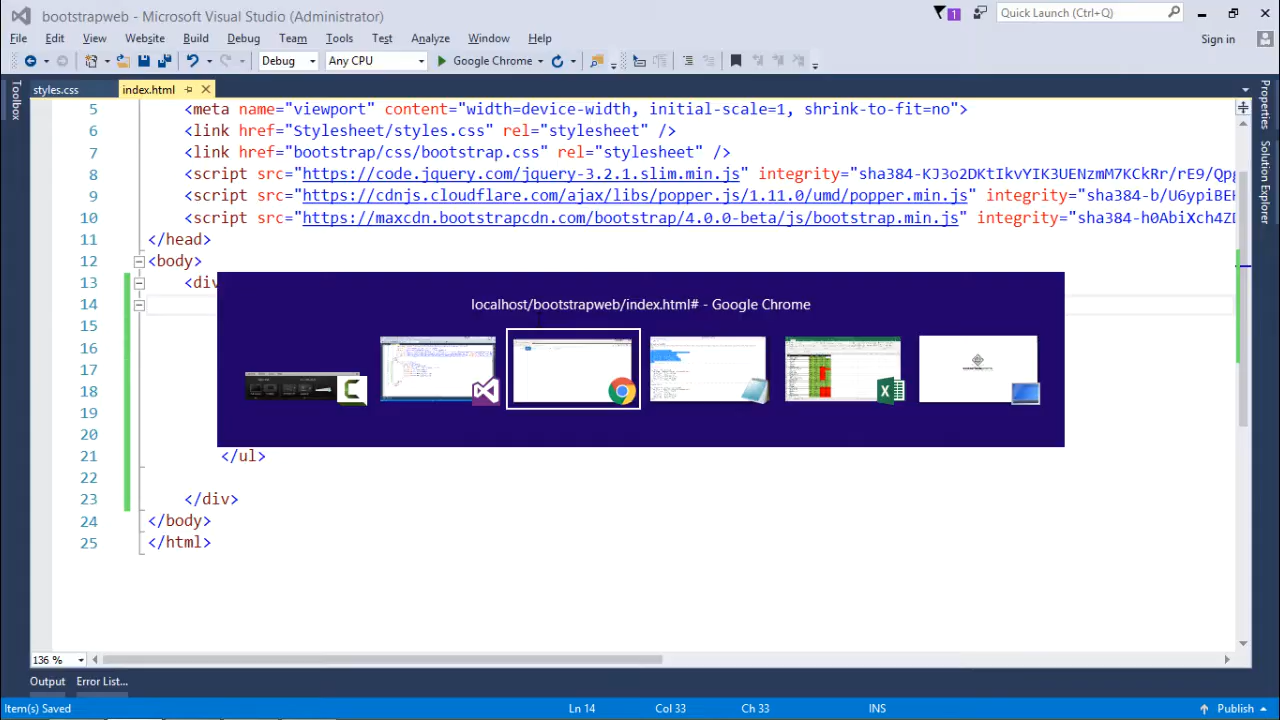 bootstrapweb - Microsoft Visual Studio (Administrator)
1
Quick Launch (Ctrl+Q)
File Edit View Website Build Debug Team Tools Test Analyze Window Help
Sign in
Debug Any CPU Google Chrome
Toolbox
styles.css index.html
Properties
Solution Explorer
5 <meta name="viewport" content="width=device-width, initial-scale=1, shrink-to-fit=no">
6 <link href="Stylesheet/styles.css" rel="stylesheet" />
7 <link href="bootstrap/css/bootstrap.css" rel="stylesheet" />
8 <script src="https://code.jquery.com/jquery-3.2.1.slim.min.js" integrity="sha384-KJ3o2DKtIkvYIK3UENzmM7KCkRr/rE9/Qpa
9 <script src="https://cdnjs.cloudflare.com/ajax/libs/popper.js/1.11.0/umd/popper.min.js" integrity="sha384-b/U6ypiBEH
10 <script src="https://maxcdn.bootstrapcdn.com/bootstrap/4.0.0-beta/js/bootstrap.min.js" integrity="sha384-h0AbiXch4ZD
11 </head>
12 <body>
13 <div
14
15
16
17
18
19
20
21 </ul>
22
23 </div>
24 </body>
25 </html>
localhost/bootstrapweb/index.html# - Google Chrome
136 %
Output Error List...
Item(s) Saved Ln 14 Col 33 Ch 33 INS Publish